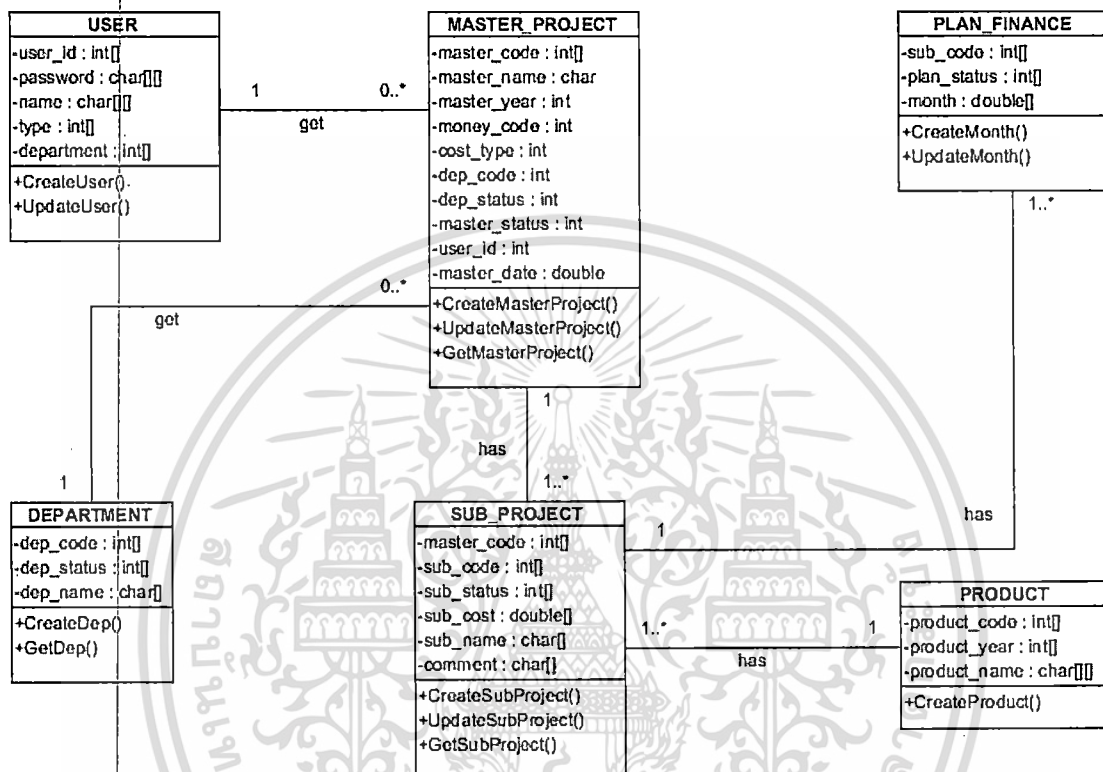 USER
-user_id : int[]
-password : char[][]
-name : char[][]
-type : int[]
-department : int[]
+CreateUser()
+UpdateUser()
1
0..*
get
MASTER_PROJECT
-master_code : int[]
-master_name : char
-master_year : int
-money_code : int
-cost_type : int
-dep_code : int
-dep_status : int
-master_status : int
-user_id : int
-master_date : double
+CreateMasterProject()
+UpdateMasterProject()
+GetMasterProject()
PLAN_FINANCE
-sub_code : int[]
-plan_status : int[]
-month : double[]
+CreateMonth()
+UpdateMonth()
1..*
0..*
get
1
1
has
1..*
DEPARTMENT
-dep_code : int[]
-dep_status : int[]
-dep_name : char[]
+CreateDep()
+GetDep()
SUB_PROJECT
-master_code : int[]
-sub_code : int[]
-sub_status : int[]
-sub_cost : double[]
-sub_name : char[]
-comment : char[]
+CreateSubProject()
+UpdateSubProject()
+GetSubProject()
1
has
1..*
1
has
PRODUCT
-product_code : int[]
-product_year : int[]
-product_name : char[][]
+CreateProduct()